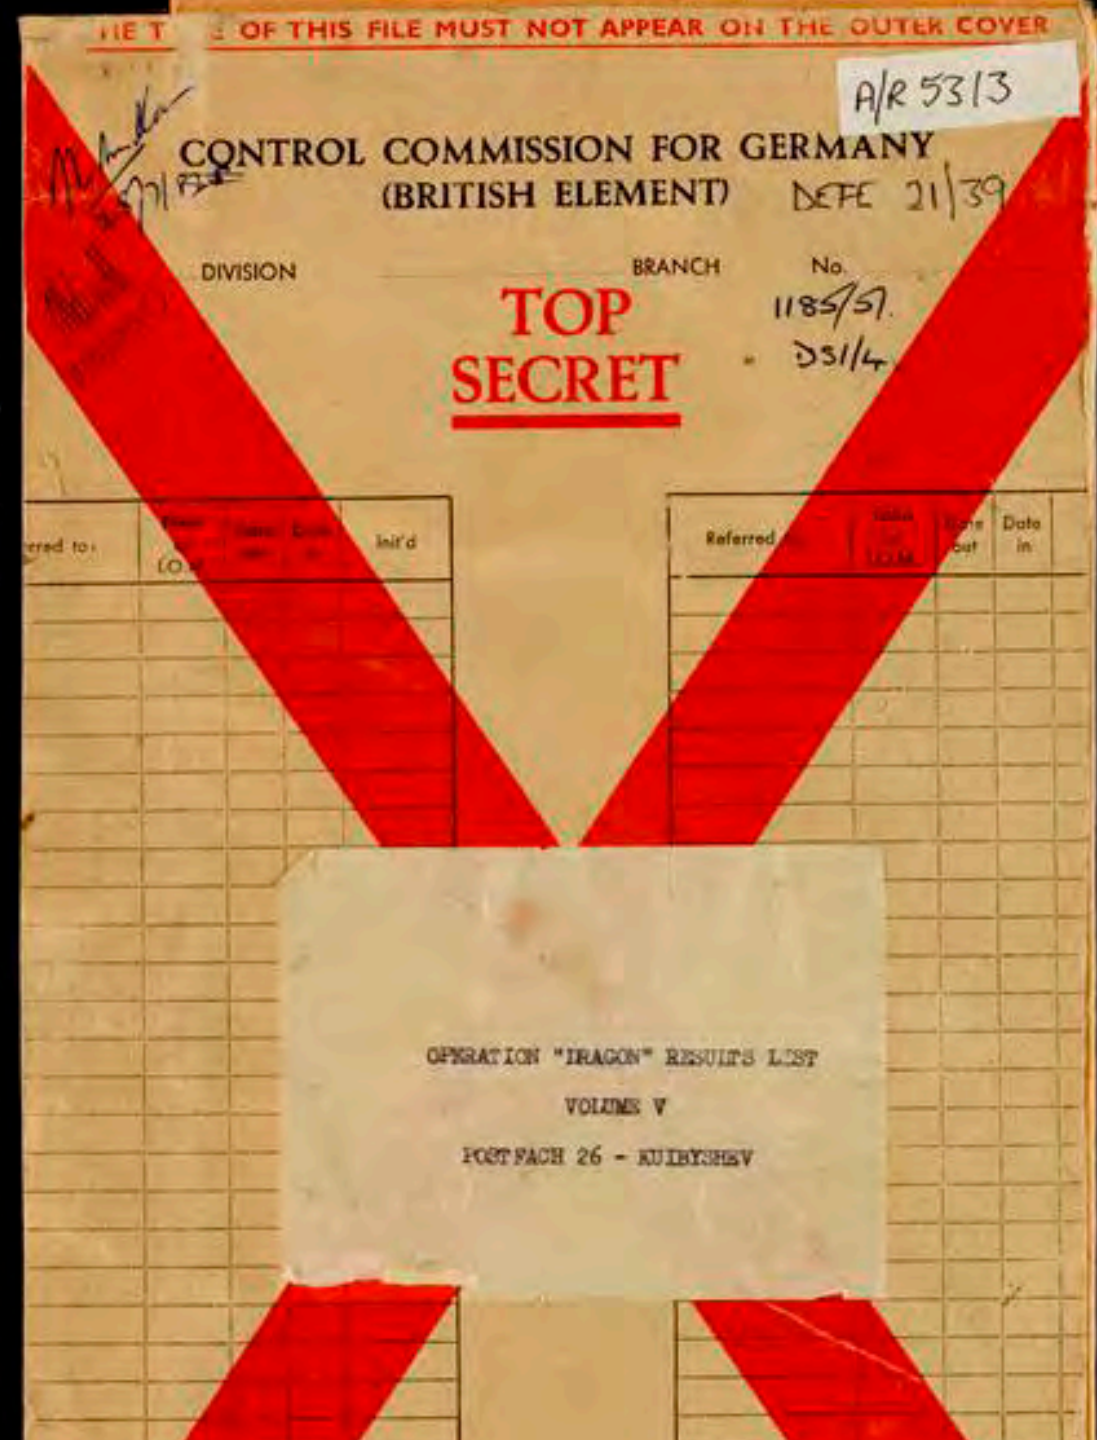 OF THIS FILE MUST NOT APPEAR ON THE OUTER COVER
A/R 5313
CONTROL COMMISSION FOR GERMANY
(BRITISH ELEMENT)
DEFE 21/39
DIVISION BRANCH No.
1185/51.
TOP
SECRET
DSI/4
Referred Date
out in
Init'd
OPERATION "DRAGON" RESULTS LIST
VOLUME V
POSTFACH 26 - KUIBYSHEV